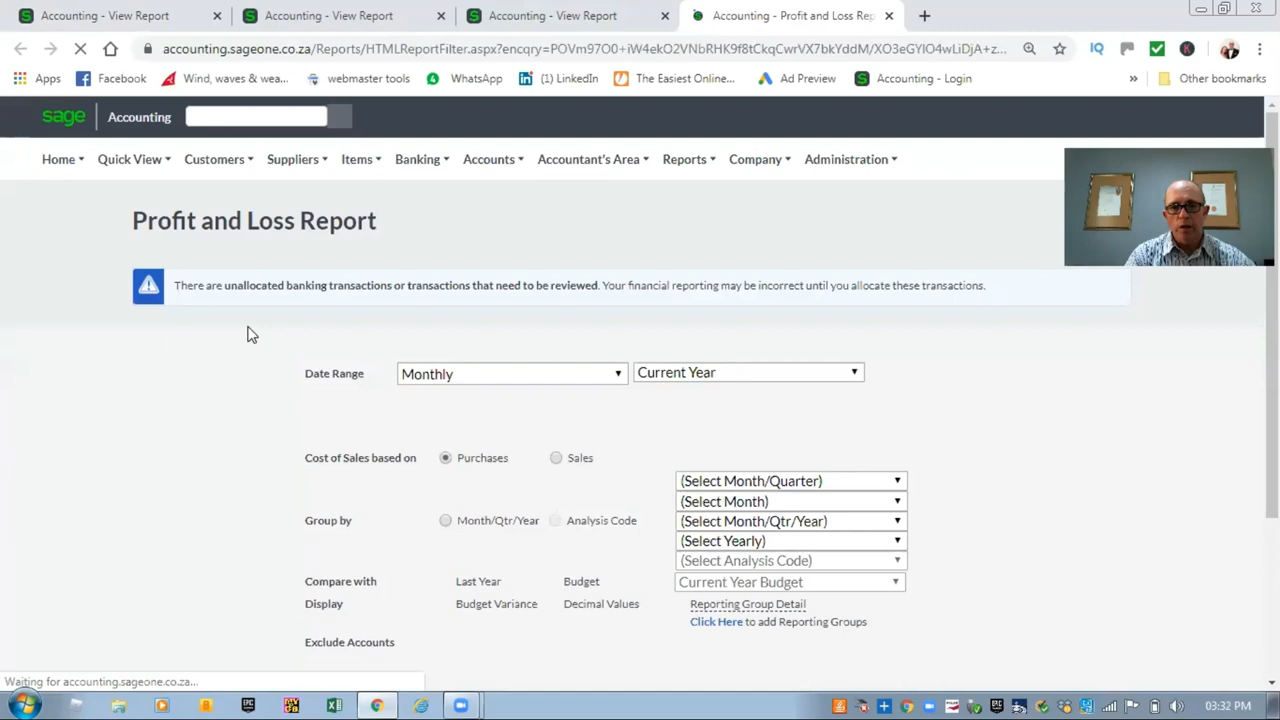 Accounting - View Report
Accounting - View Report
Accounting - View Report
Accounting - Profit and Loss Rep
accounting.sageone.co.za/Reports/HTMLReportFilter.aspx?encqry=POVm97O0+iW4ekO2VNbRHK9f8tCkqCwrVX7bkYddM/XO3eGYlO4wLiDjA+z...
Apps
Facebook
Wind, waves & wea...
webmaster tools
WhatsApp
(1) LinkedIn
The Easiest Online...
Ad Preview
Accounting - Login
Other bookmarks
sage Accounting
Home
Quick View
Customers
Suppliers
Items
Banking
Accounts
Accountant's Area
Reports
Company
Administration
Profit and Loss Report
There are unallocated banking transactions or transactions that need to be reviewed. Your financial reporting may be incorrect until you allocate these transactions.
Date Range Monthly Current Year
Cost of Sales based on Purchases Sales
(Select Month/Quarter)
(Select Month)
Group by Month/Qtr/Year Analysis Code (Select Month/Qtr/Year)
(Select Yearly)
(Select Analysis Code)
Compare with Last Year Budget Current Year Budget
Display Budget Variance Decimal Values Reporting Group Detail
Click Here to add Reporting Groups
Exclude Accounts
Waiting for accounting.sageone.co.za...
03:32 PM